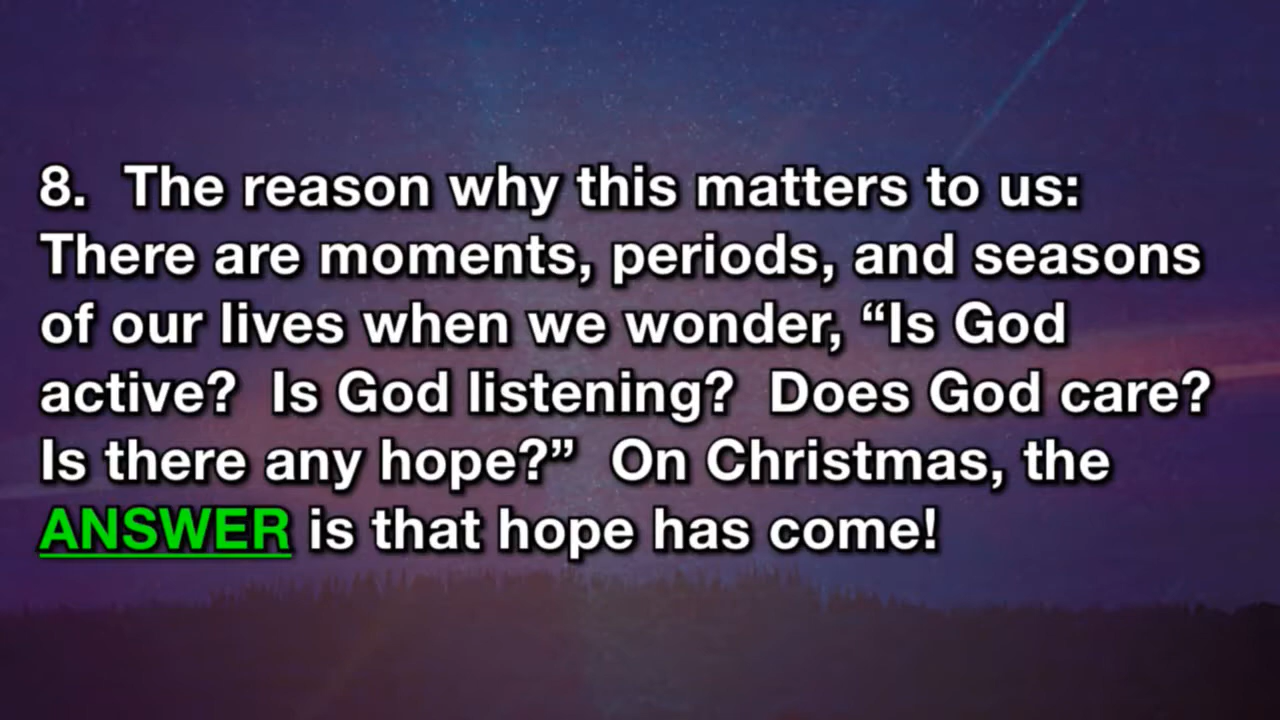 8.  The reason why this matters to us:
There are moments, periods, and seasons
of our lives when we wonder, “Is God
active?  Is God listening?  Does God care?
Is there any hope?”  On Christmas, the
ANSWER is that hope has come!